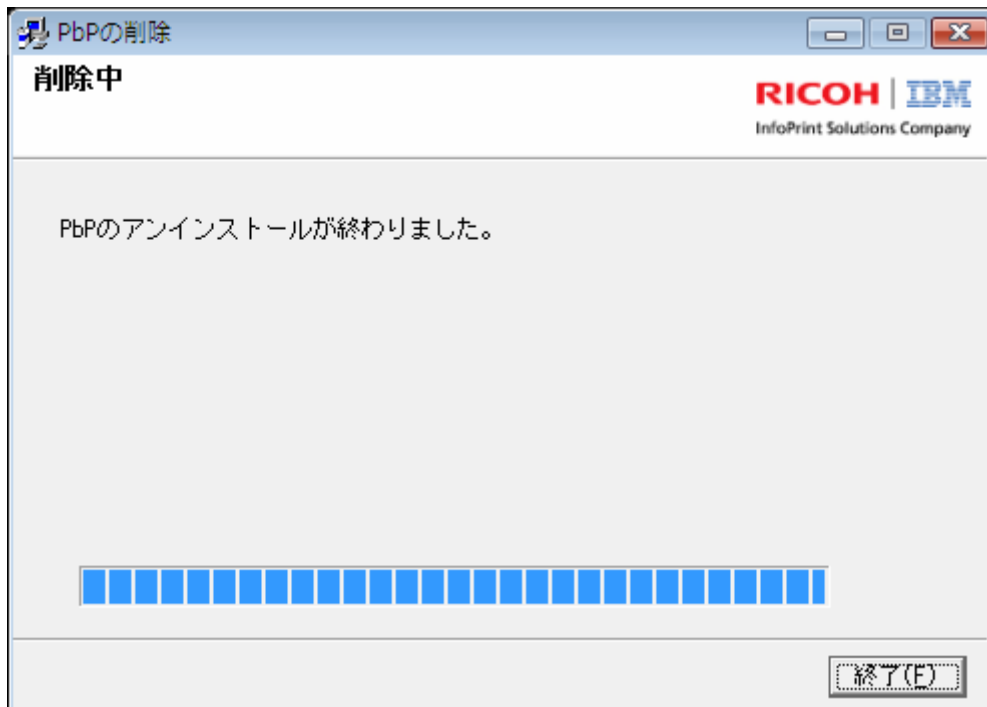 PbPの削除
削除中
RICOH | IBM
InfoPrint Solutions Company
PbPのアンインストールが終わりました。
終了(F)